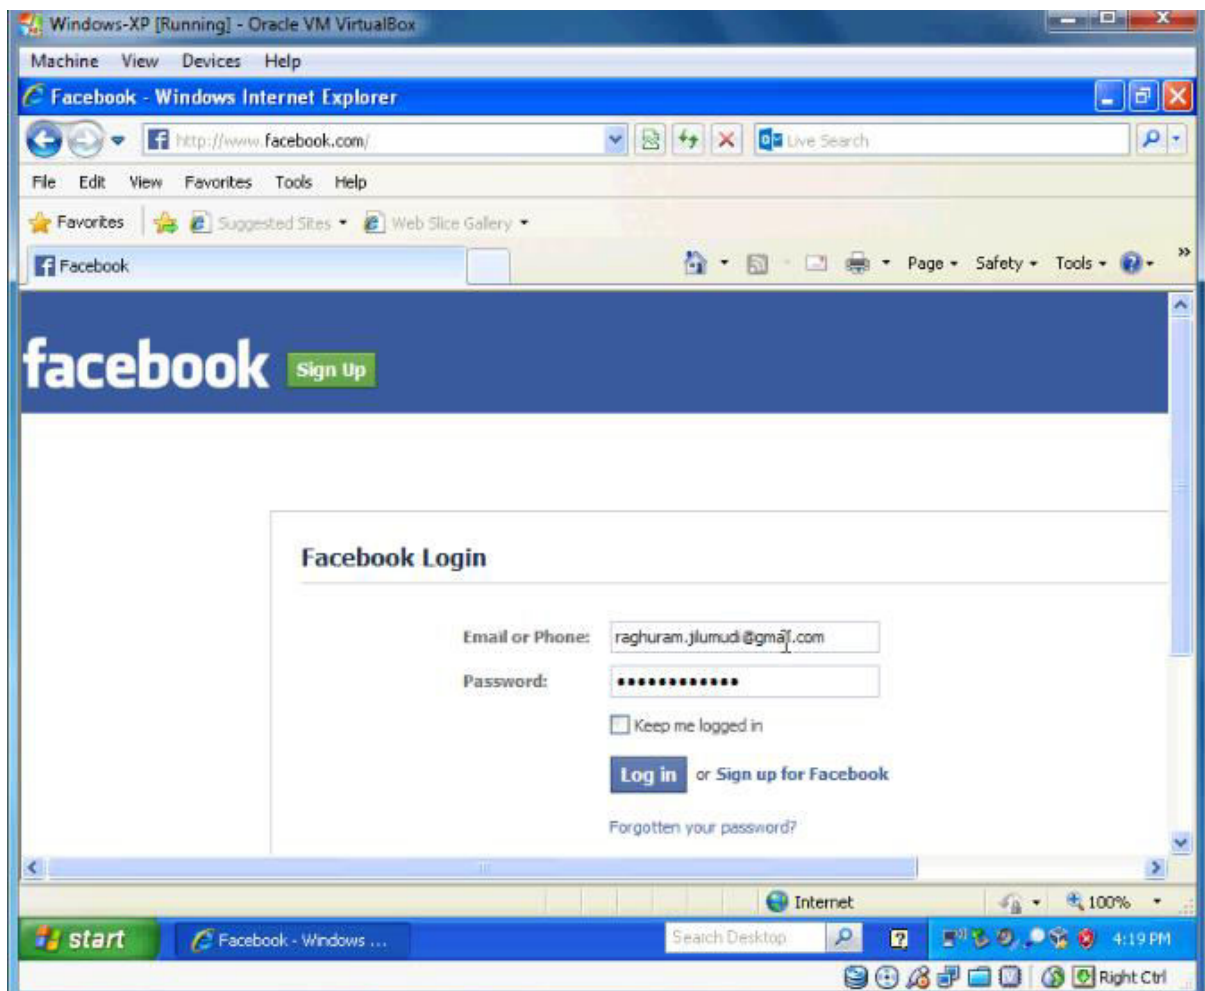 Windows-XP [Running] - Oracle VM VirtualBox
Machine View Devices Help
Facebook - Windows Internet Explorer
http://www.facebook.com/
Live Search
File Edit View Favorites Tools Help
Favorites Suggested Sites Web Slice Gallery
Facebook
Page Safety Tools
facebook Sign Up
Facebook Login
Email or Phone: raghuram.jilumudi@gmail.com
Password: ••••••••••••
Keep me logged in
Log in or Sign up for Facebook
Forgotten your password?
Internet 100%
start Facebook - Windows ... Search Desktop 4:19 PM
Right Ctrl